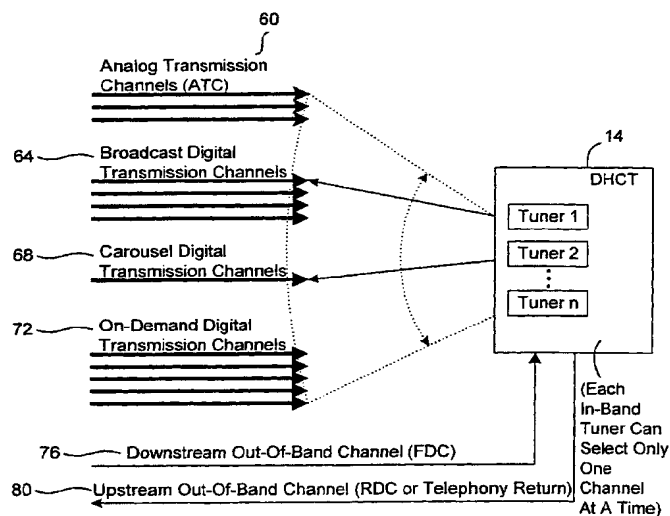 60
Analog Transmission
Channels (ATC)
14
64
Broadcast Digital
Transmission Channels
DHCT
Tuner 1
68
Carousel Digital
Transmission Channels
Tuner 2
Tuner n
72
On-Demand Digital
Transmission Channels
(Each
In-Band
Tuner Can
Select Only
One
Channel
At A Time)
76
Downstream Out-Of-Band Channel (FDC)
80
Upstream Out-Of-Band Channel (RDC or Telephony Return)